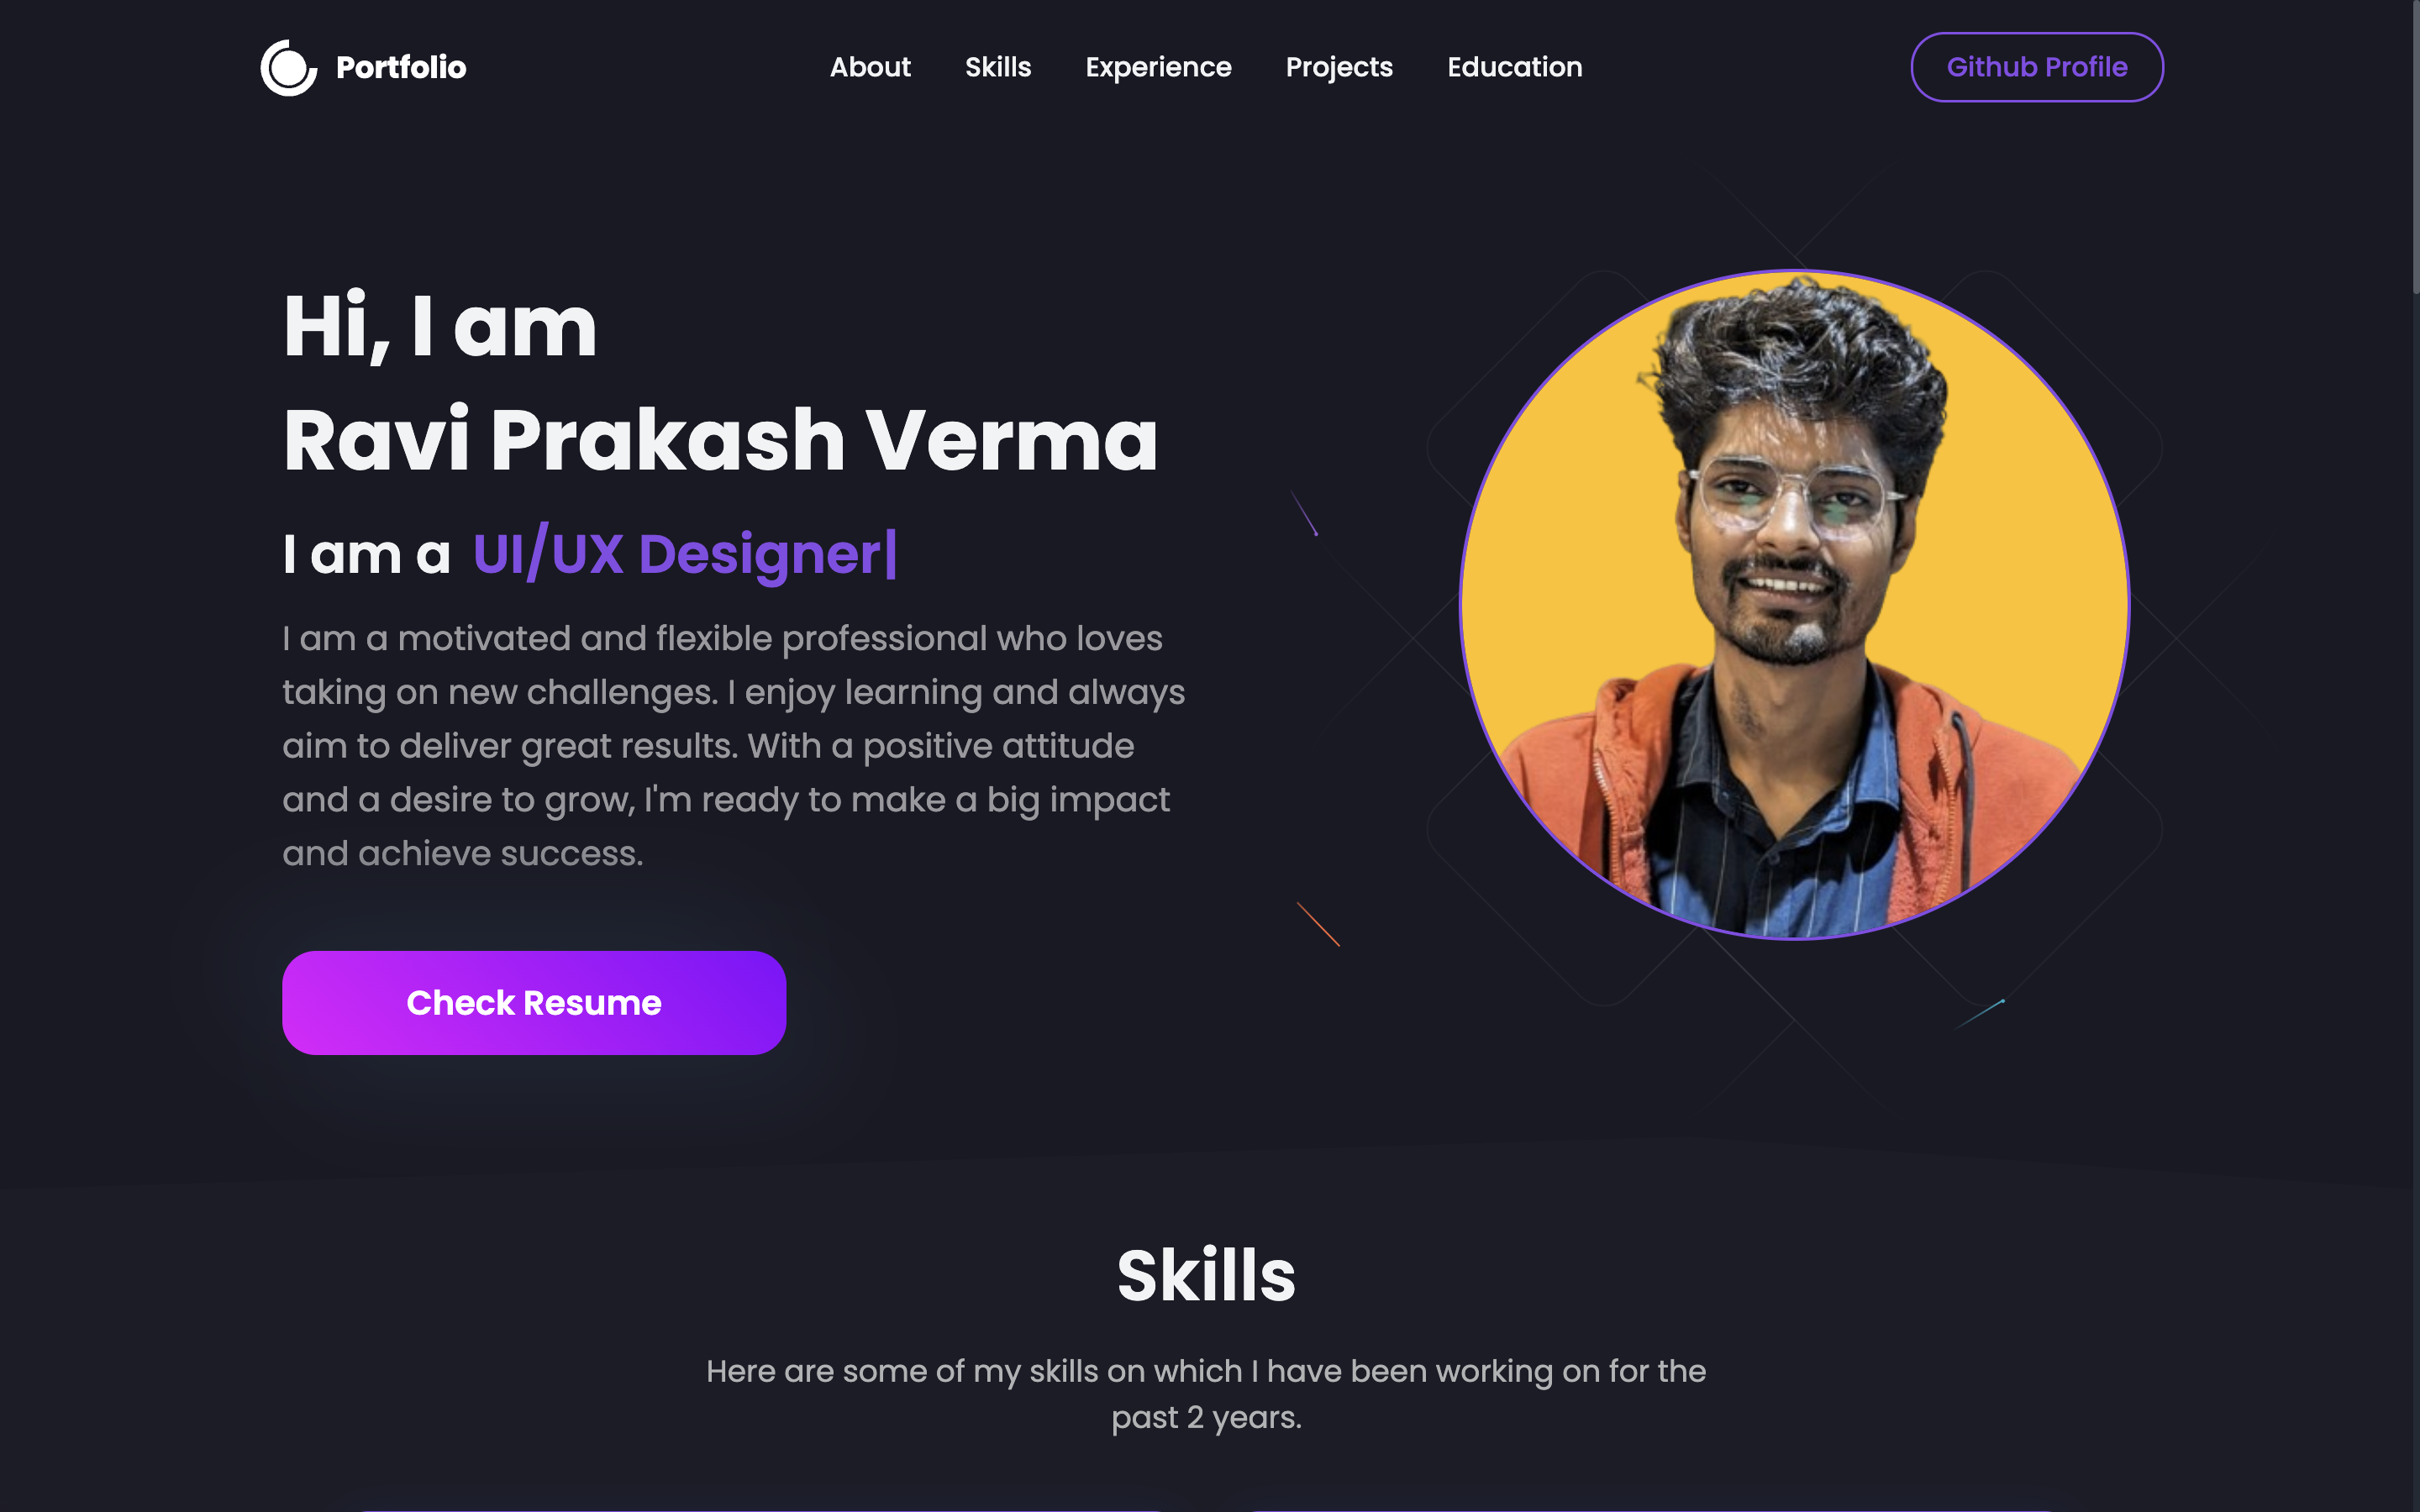 Portfolio
About Skills Experience Projects Education
Github Profile
Hi, I am
Ravi Prakash Verma
I am a UI/UX Designer|
I am a motivated and flexible professional who loves
taking on new challenges. I enjoy learning and always
aim to deliver great results. With a positive attitude
and a desire to grow, I'm ready to make a big impact
and achieve success.
Check Resume
Skills
Here are some of my skills on which I have been working on for the
past 2 years.